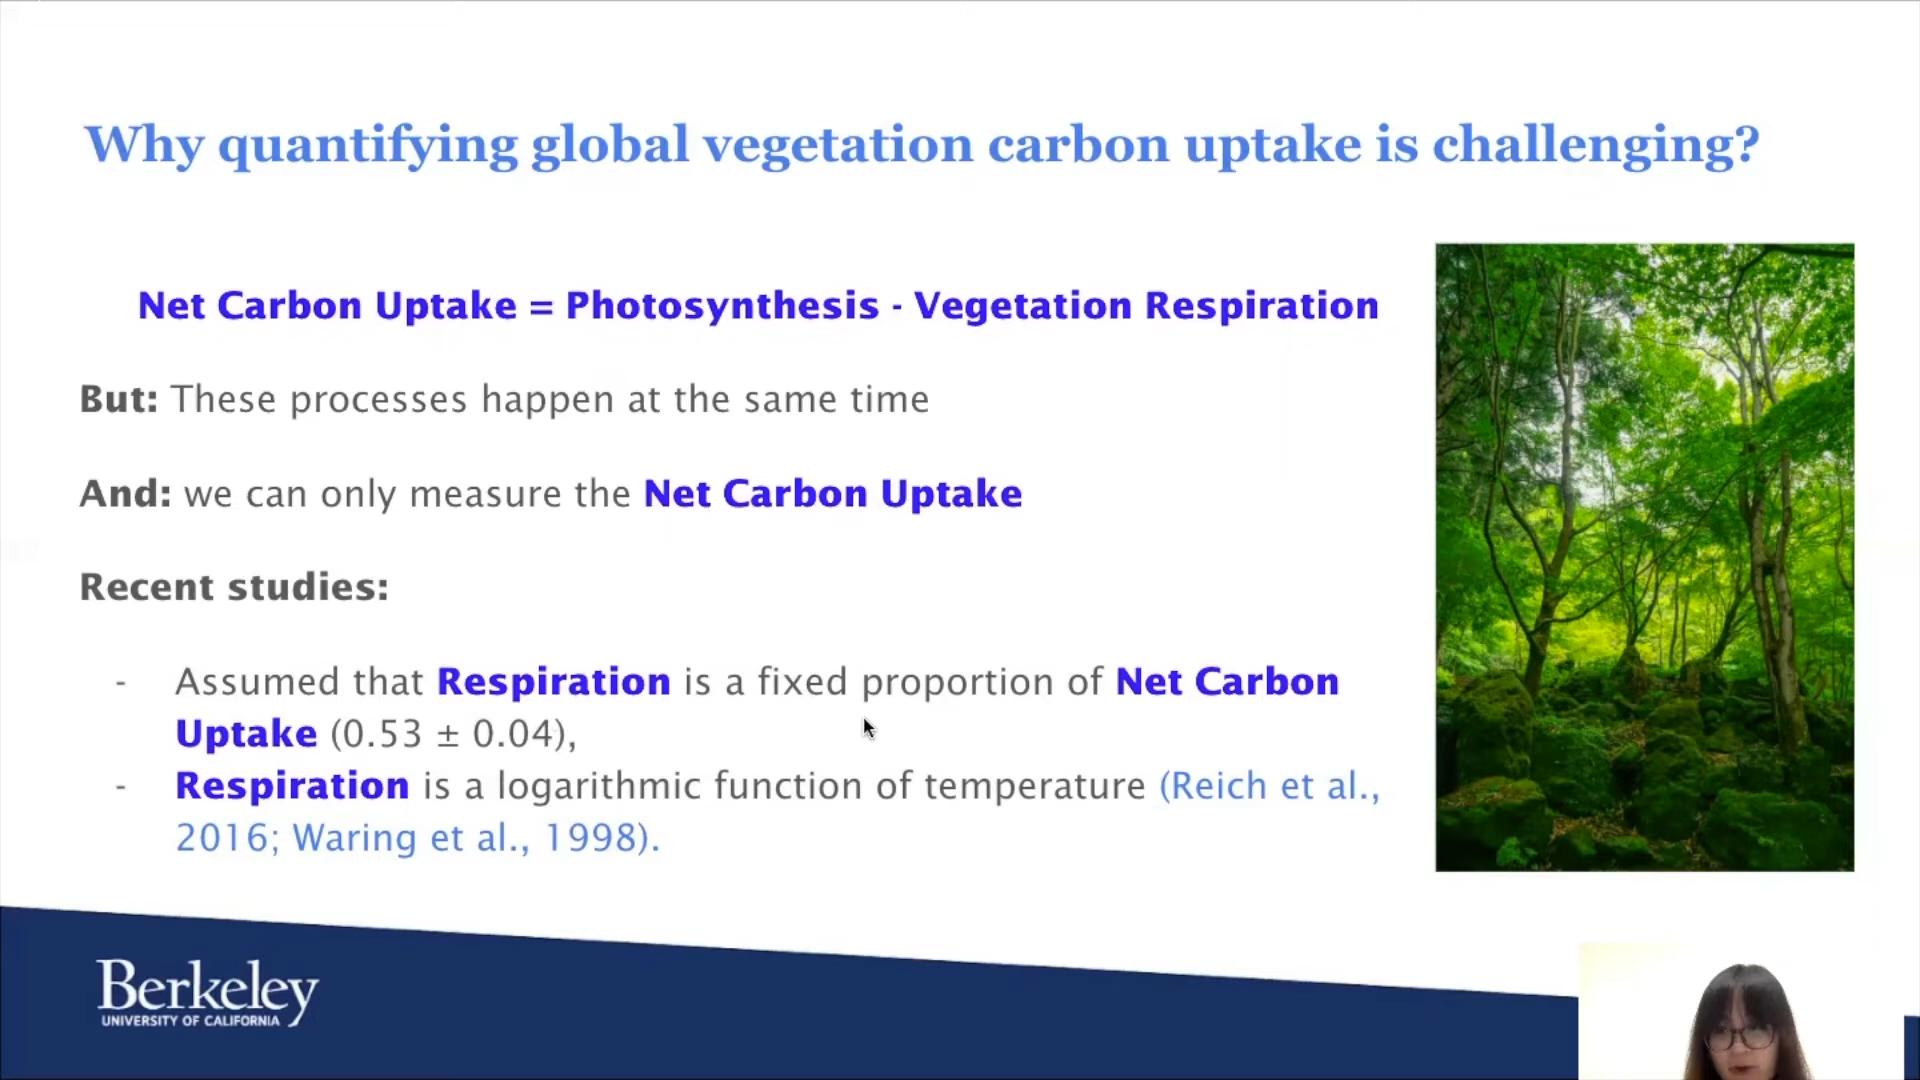 Why quantifying global vegetation carbon uptake is challenging?
Net Carbon Uptake = Photosynthesis - Vegetation Respiration
But: These processes happen at the same time
And: we can only measure the Net Carbon Uptake
Recent studies:
- Assumed that Respiration is a fixed proportion of Net Carbon
Uptake (0.53 ± 0.04),
- Respiration is a logarithmic function of temperature (Reich et al.,
2016; Waring et al., 1998).
Berkeley
UNIVERSITY OF CALIFORNIA